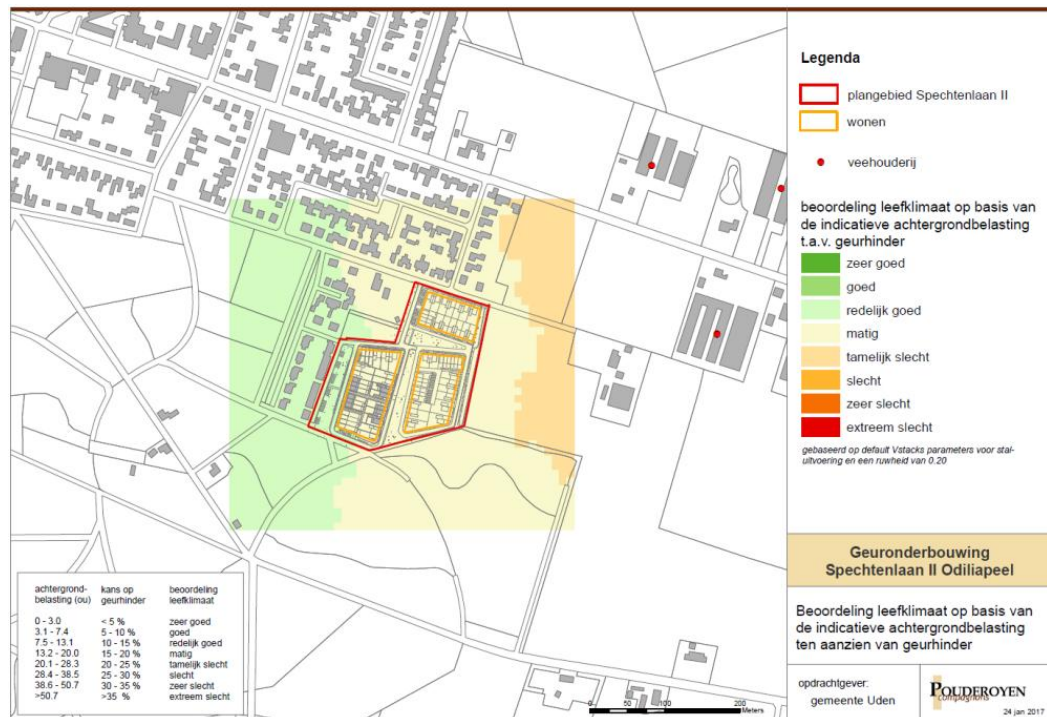 Legenda
plangebied Spechtenlaan II
wonen
veehouderij
beoordeling leefklimaat op basis van
de indicatieve achtergrondbelasting
t.a.v. geurhinder
zeer goed
goed
redelijk goed
matig
tamelijk slecht
slecht
zeer slecht
extreem slecht
gebaseerd op default Vstacks parameters voor stal-
uitvoering en een ruwheid van 0.20
Geuronderbouwing
Spechtenlaan II Odiliapeel
Beoordeling leefklimaat op basis van
de indicatieve achtergrondbelasting
ten aanzien van geurhinder
opdrachtgever:
gemeente Uden
POUDEROYEN
compagnons
24 jan 2017
achtergrond- kans op beoordeling
belasting (ou) geurhinder leefklimaat
0 - 3.0 < 5 % zeer goed
3.1 - 7.4 5 - 10 % goed
7.5 - 13.1 10 - 15 % redelijk goed
13.2 - 20.0 15 - 20 % matig
20.1 - 28.3 20 - 25 % tamelijk slecht
28.4 - 38.5 25 - 30 % slecht
38.6 - 50.7 30 - 35 % zeer slecht
>50.7 >35 % extreem slecht
0 50 100 200
Meters